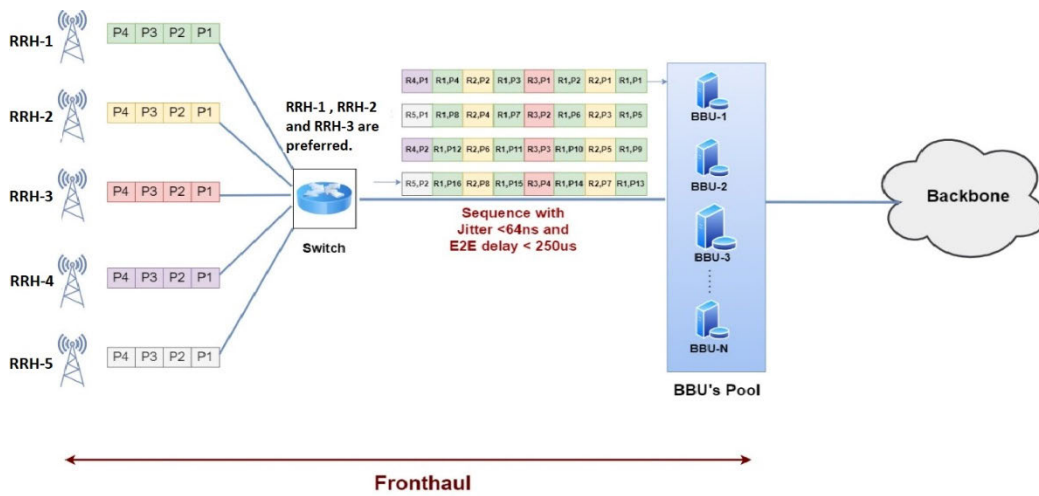 RRH-1
P4 P3 P2 P1
RRH-2
P4 P3 P2 P1
RRH-3
P4 P3 P2 P1
RRH-4
P4 P3 P2 P1
RRH-5
P4 P3 P2 P1
RRH-1 , RRH-2
and RRH-3 are
preferred.
Switch
R4,P1 R1,P4 R2,P2 R1,P3 R3,P1 R1,P2 R2,P1 R1,P1
R5,P1 R1,P8 R2,P4 R1,P7 R3,P2 R1,P6 R2,P3 R1,P5
R4,P2 R1,P12 R2,P6 R1,P11 R3,P3 R1,P10 R2,P5 R1,P9
R5,P2 R1,P16 R2,P8 R1,P15 R3,P4 R1,P14 R2,P7 R1,P13
Sequence with
Jitter <64ns and
E2E delay < 250us
BBU-1
BBU-2
BBU-3
BBU-N
BBU's Pool
Backbone
Fronthaul